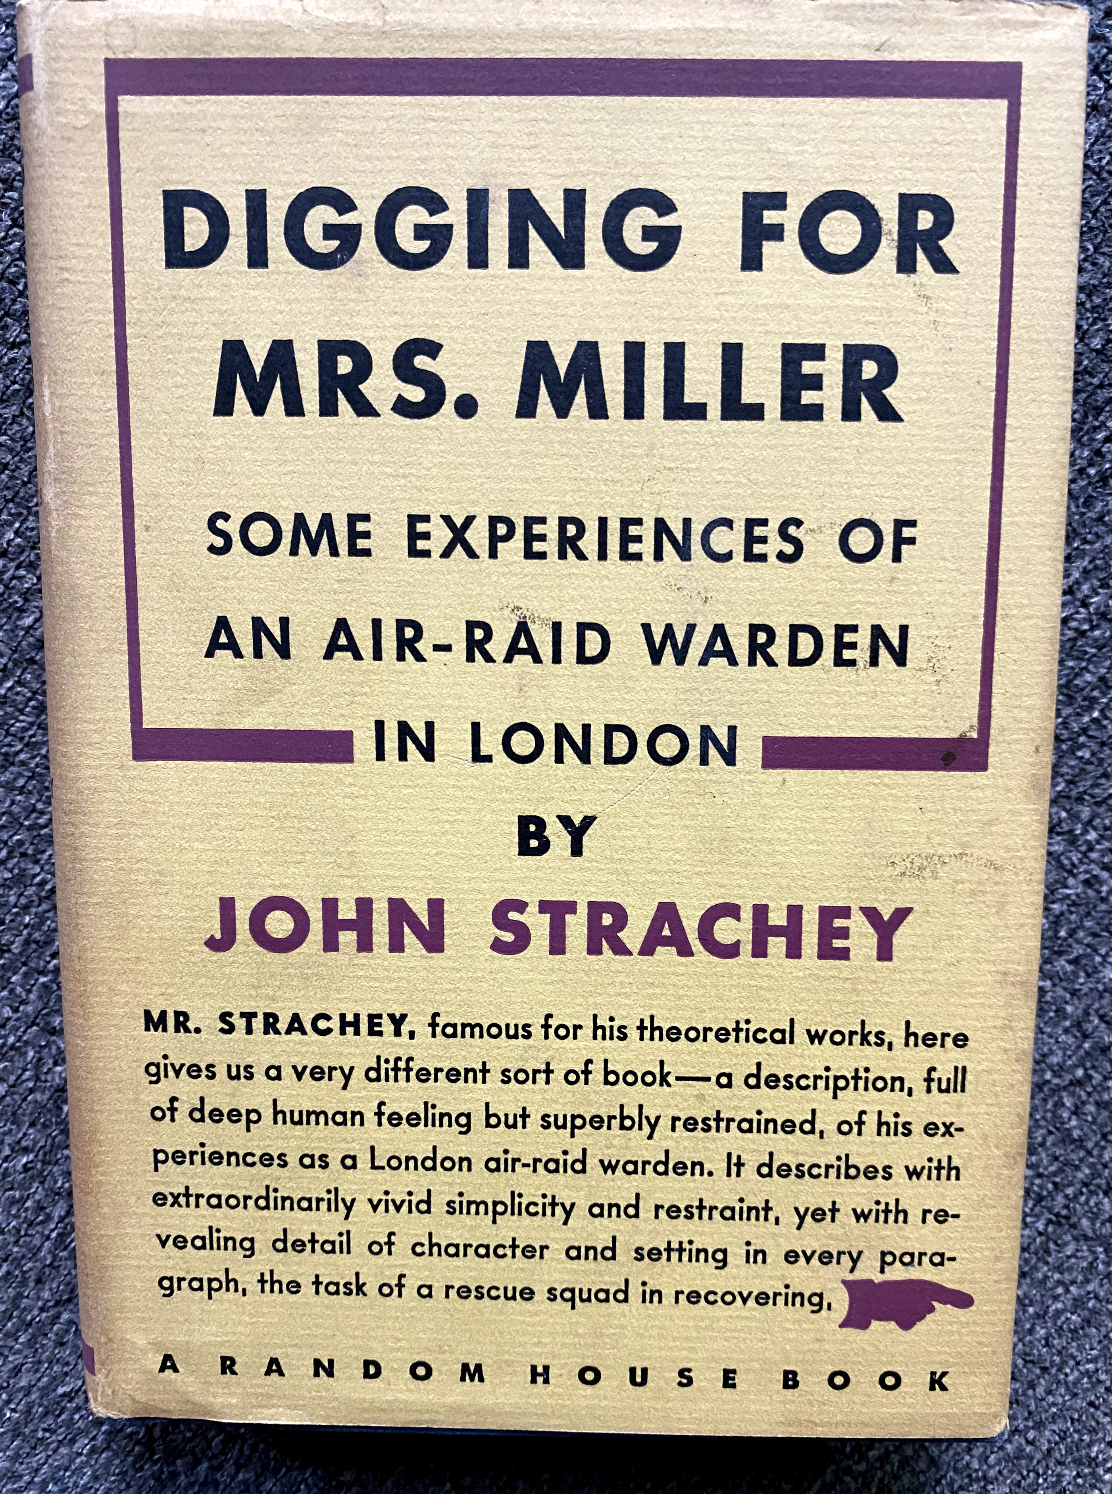 DIGGING FOR
MRS. MILLER
SOME EXPERIENCES OF
AN AIR-RAID WARDEN
IN LONDON
BY
JOHN STRACHEY
MR. STRACHEY, famous for his theoretical works, here
gives us a very different sort of book—a description, full
of deep human feeling but superbly restrained, of his ex-
periences as a London air-raid warden. It describes with
extraordinarily vivid simplicity and restraint, yet with re-
vealing detail of character and setting in every para-
graph, the task of a rescue squad in recovering,
A RANDOM HOUSE BOOK